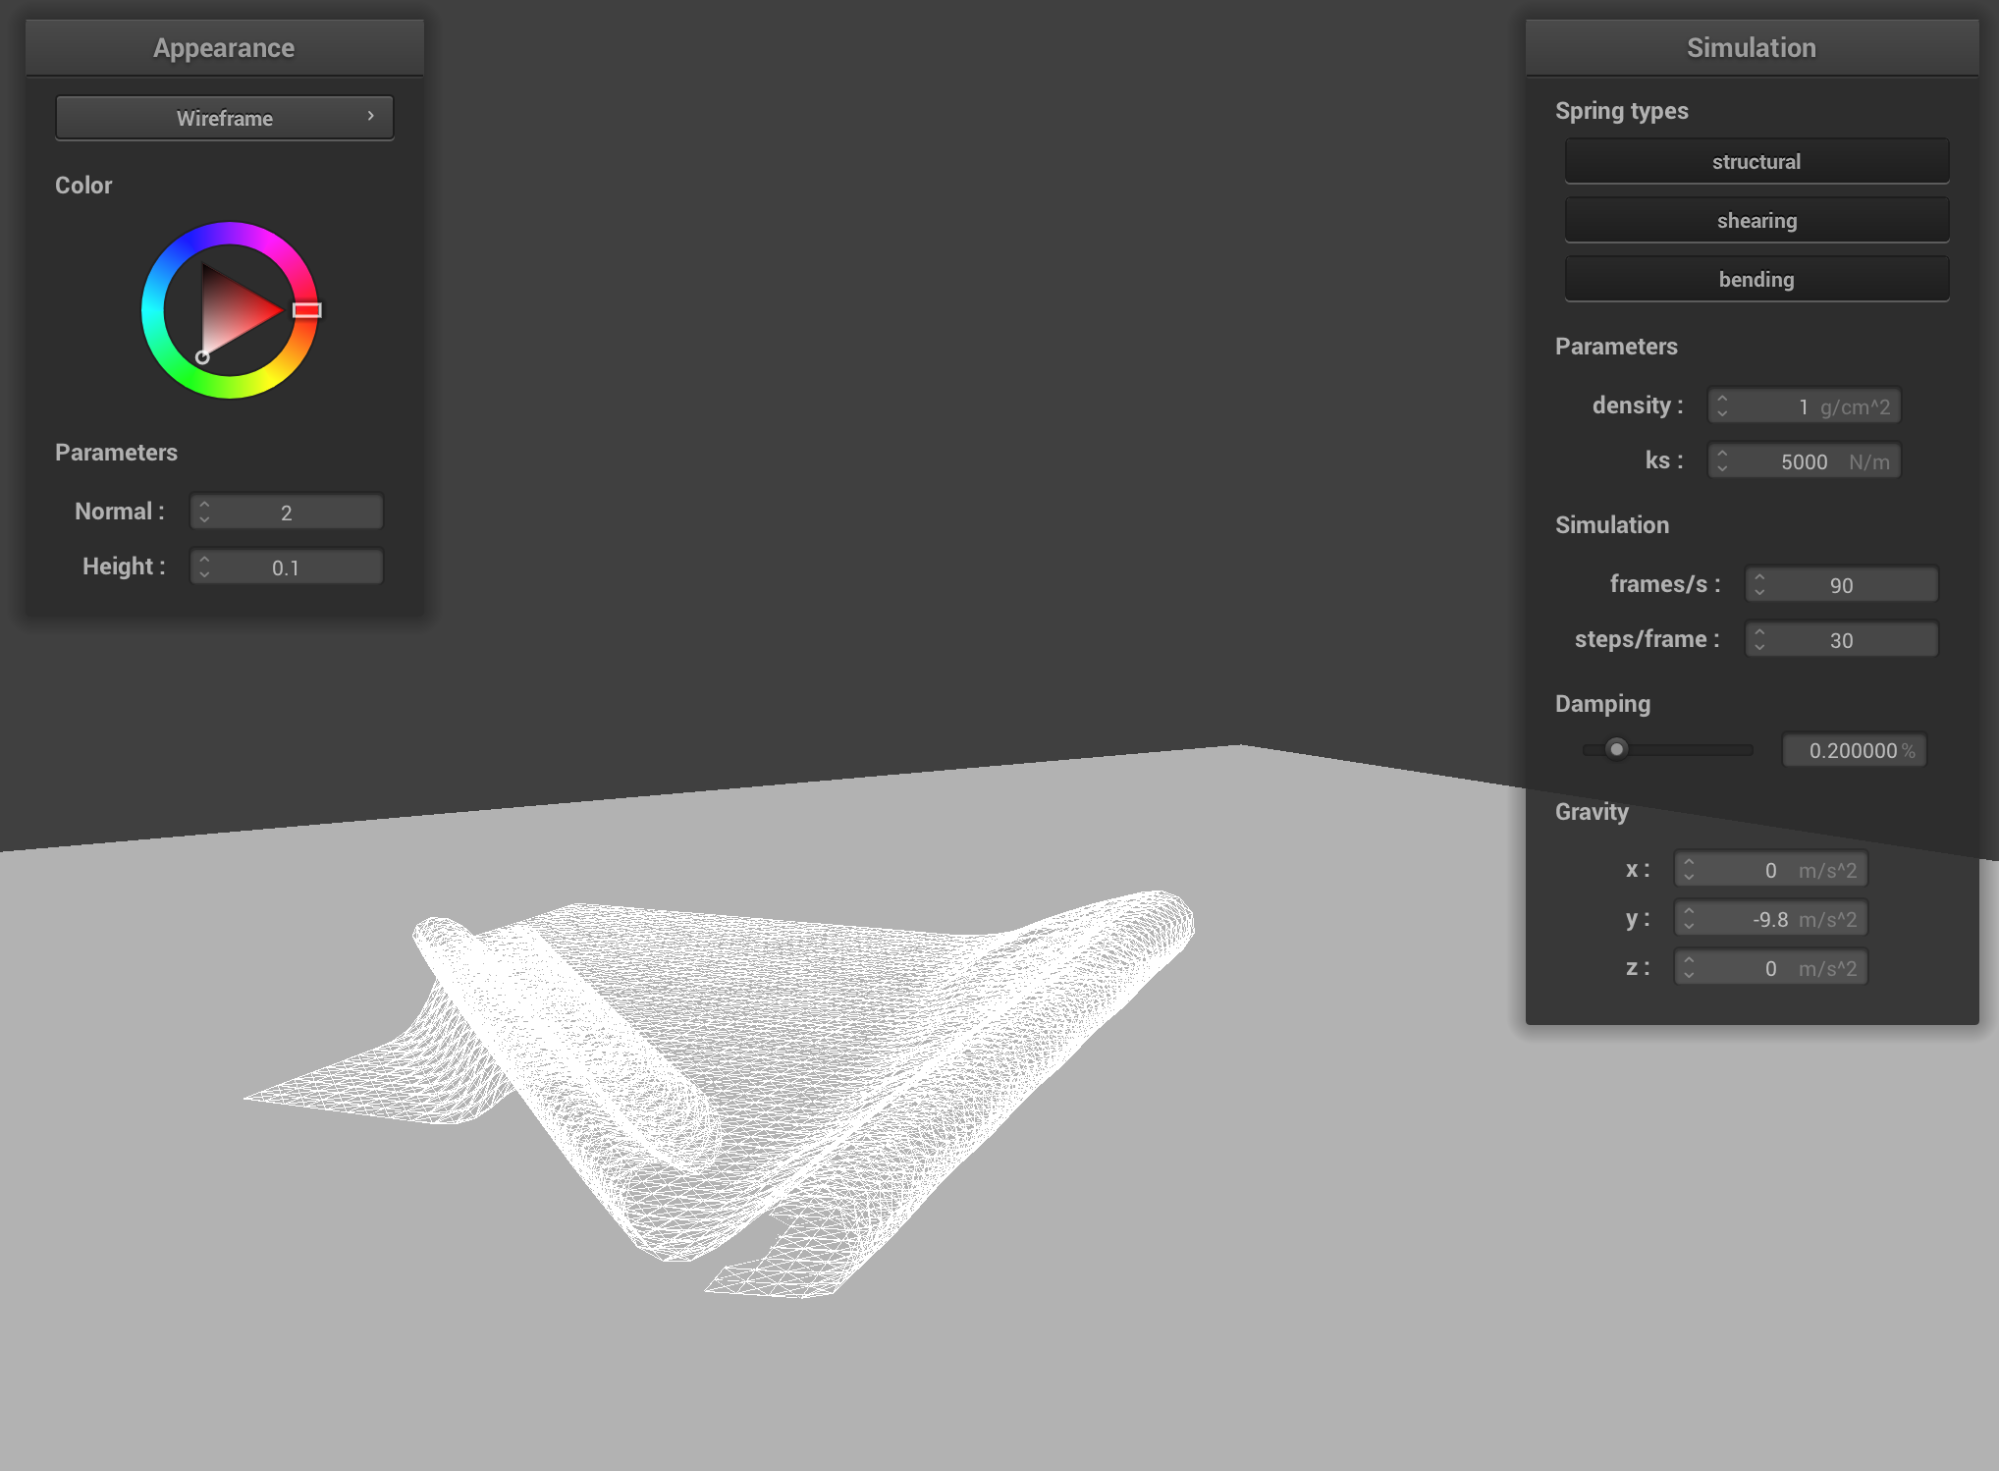 Appearance
Wireframe
Color
Parameters
Normal : 2
Height : 0.1
Simulation
Spring types
structural
shearing
bending
Parameters
density : 1 g/cm^2
ks : 5000 N/m
Simulation
frames/s : 90
steps/frame : 30
Damping
0.200000 %
Gravity
x : 0 m/s^2
y : -9.8 m/s^2
z : 0 m/s^2